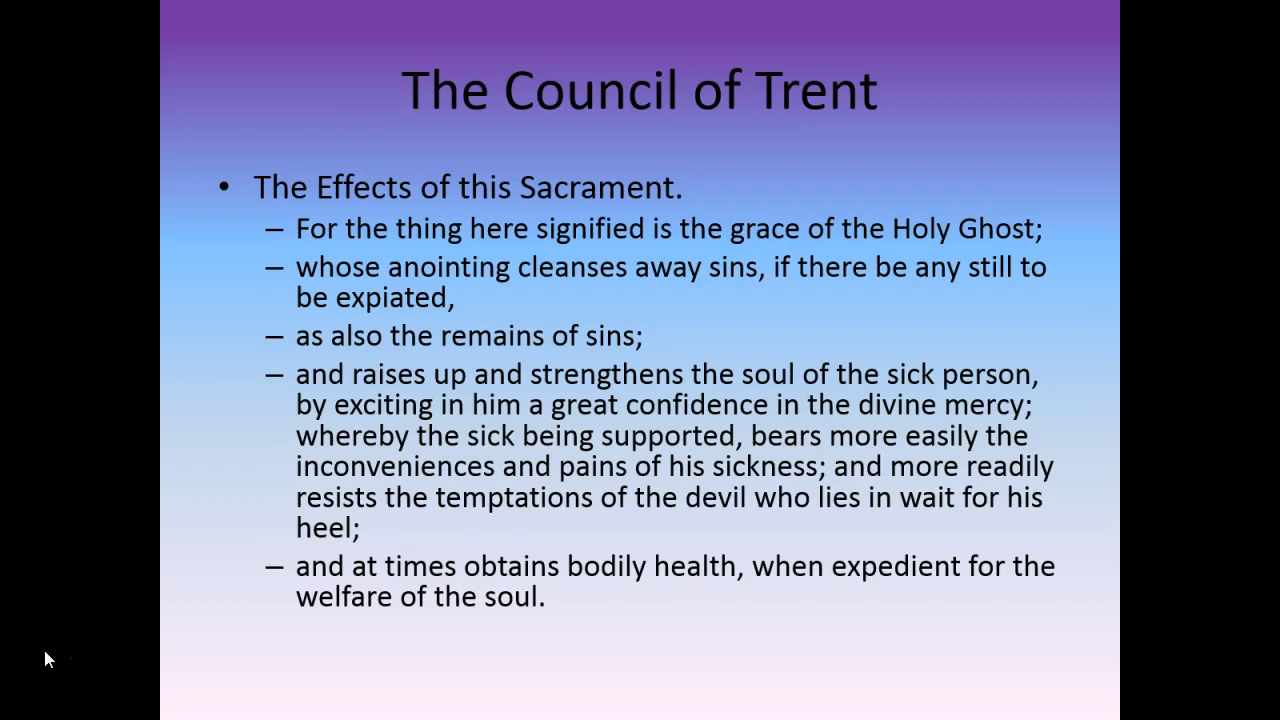 The Council of Trent
• The Effects of this Sacrament.
– For the thing here signified is the grace of the Holy Ghost;
– whose anointing cleanses away sins, if there be any still to
be expiated,
– as also the remains of sins;
– and raises up and strengthens the soul of the sick person,
by exciting in him a great confidence in the divine mercy;
whereby the sick being supported, bears more easily the
inconveniences and pains of his sickness; and more readily
resists the temptations of the devil who lies in wait for his
heel;
– and at times obtains bodily health, when expedient for the
welfare of the soul.